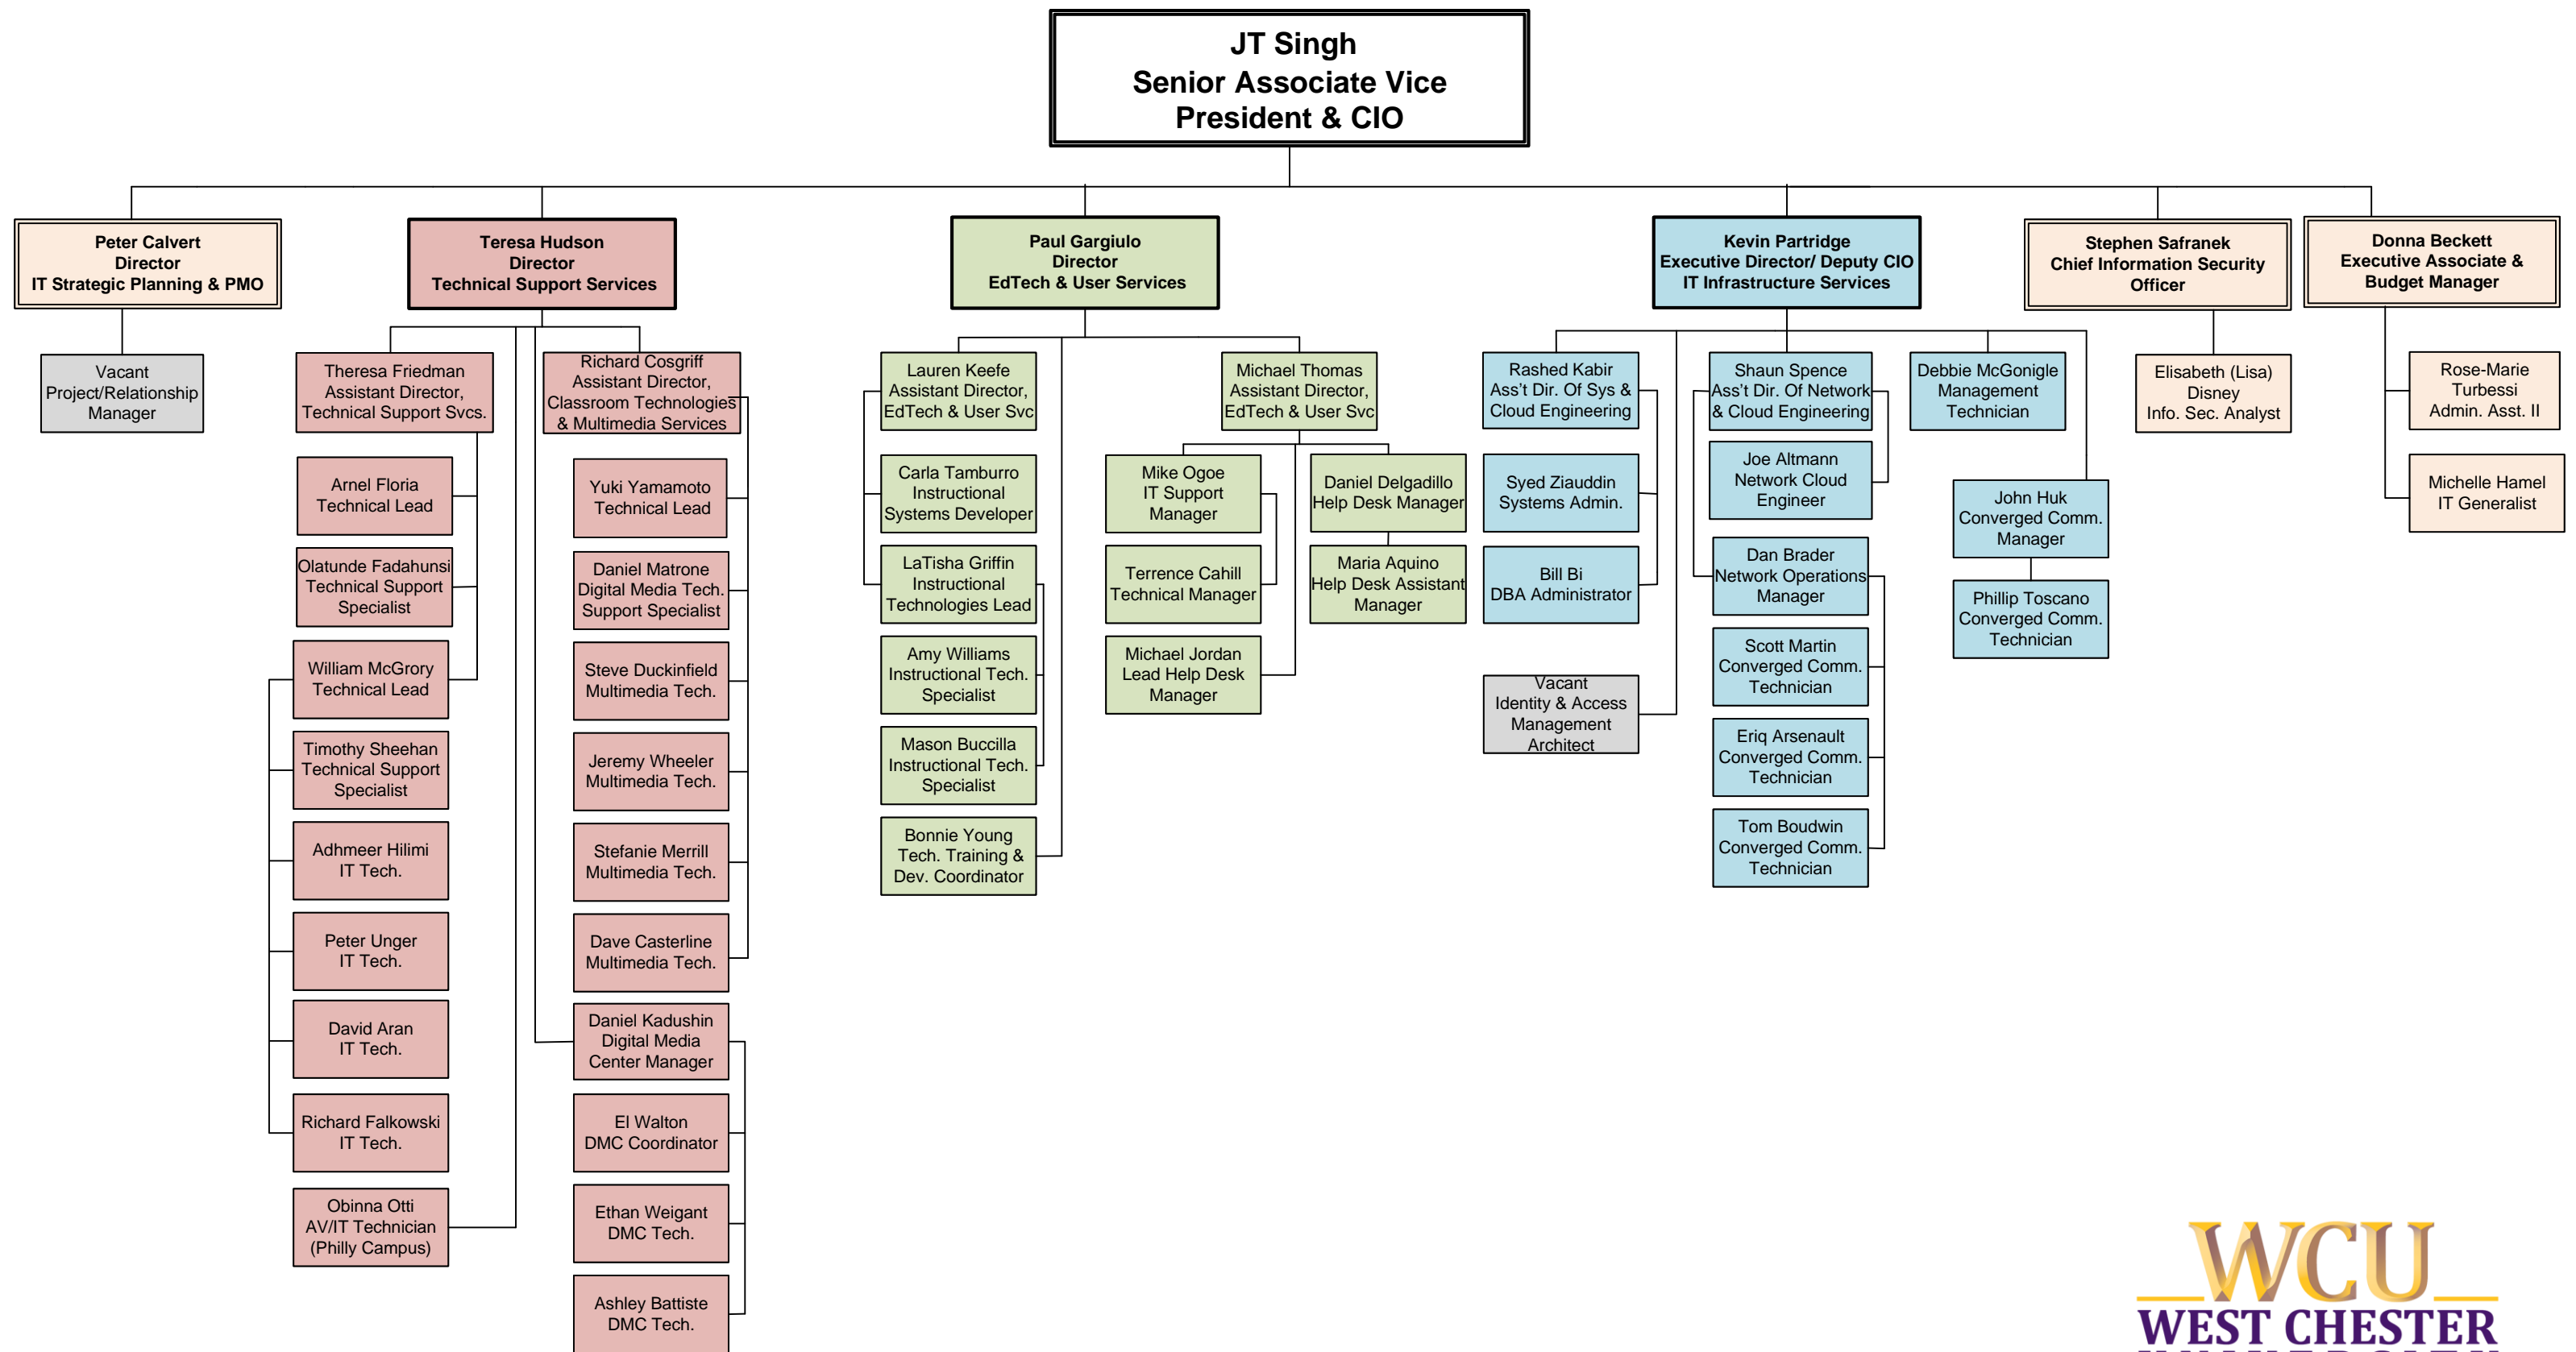 JT Singh
Senior Associate Vice
President & CIO
Peter Calvert
Director
IT Strategic Planning & PMO
Teresa Hudson
Director
Technical Support Services
Paul Gargiulo
Director
EdTech & User Services
Kevin Partridge
Executive Director/ Deputy CIO
IT Infrastructure Services
Stephen Safranek
Chief Information Security
Officer
Donna Beckett
Executive Associate &
Budget Manager
Vacant
Project/Relationship
Manager
Theresa Friedman
Assistant Director,
Technical Support Svcs.
Arnel Floria
Technical Lead
Olatunde Fadahunsi
Technical Support
Specialist
William McGrory
Technical Lead
Timothy Sheehan
Technical Support
Specialist
Adhmeer Hilimi
IT Tech.
Peter Unger
IT Tech.
David Aran
IT Tech.
Richard Falkowski
IT Tech.
Obinna Otti
AV/IT Technician
(Philly Campus)
Richard Cosgriff
Assistant Director,
Classroom Technologies
& Multimedia Services
Yuki Yamamoto
Technical Lead
Daniel Matrone
Digital Media Tech.
Support Specialist
Steve Duckinfield
Multimedia Tech.
Jeremy Wheeler
Multimedia Tech.
Stefanie Merrill
Multimedia Tech.
Dave Casterline
Multimedia Tech.
Daniel Kadushin
Digital Media
Center Manager
El Walton
DMC Coordinator
Ethan Weigant
DMC Tech.
Ashley Battiste
DMC Tech.
Lauren Keefe
Assistant Director,
EdTech & User Svc
Carla Tamburro
Instructional
Systems Developer
LaTisha Griffin
Instructional
Technologies Lead
Amy Williams
Instructional Tech.
Specialist
Mason Buccilla
Instructional Tech.
Specialist
Bonnie Young
Tech. Training &
Dev. Coordinator
Michael Thomas
Assistant Director,
EdTech & User Svc
Mike Ogoe
IT Support
Manager
Terrence Cahill
Technical Manager
Michael Jordan
Lead Help Desk
Manager
Daniel Delgadillo
Help Desk Manager
Maria Aquino
Help Desk Assistant
Manager
Rashed Kabir
Ass't Dir. Of Sys &
Cloud Engineering
Syed Ziauddin
Systems Admin.
Bill Bi
DBA Administrator
Vacant
Identity & Access
Management
Architect
Shaun Spence
Ass't Dir. Of Network
& Cloud Engineering
Joe Altmann
Network Cloud
Engineer
Dan Brader
Network Operations
Manager
Scott Martin
Converged Comm.
Technician
Eriq Arsenault
Converged Comm.
Technician
Tom Boudwin
Converged Comm.
Technician
Debbie McGonigle
Management
Technician
John Huk
Converged Comm.
Manager
Phillip Toscano
Converged Comm.
Technician
Elisabeth (Lisa)
Disney
Info. Sec. Analyst
Rose-Marie
Turbessi
Admin. Asst. II
Michelle Hamel
IT Generalist
WCU
WEST CHESTER